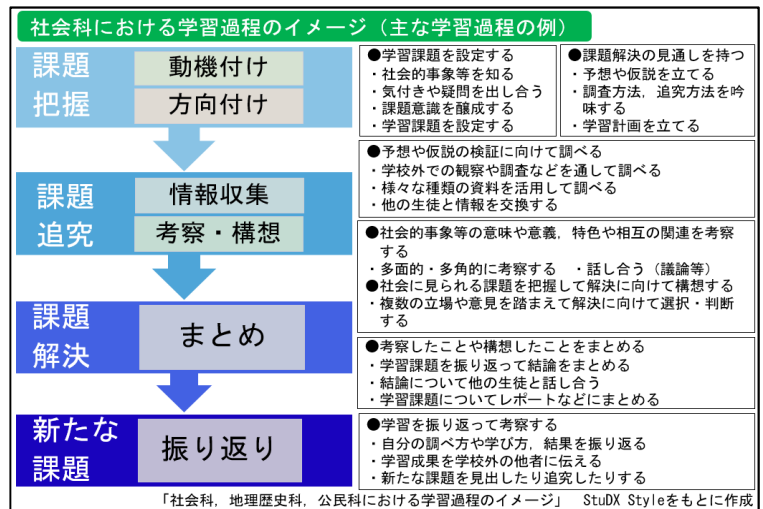 社会科における学習過程のイメージ（主な学習過程の例）
課題
把握
動機付け
方向付け
●学習課題を設定する
・社会的事象等を知る
・気付きや疑問を出し合う
・課題意識を醸成する
・学習課題を設定する
●課題解決の見通しを持つ
・予想や仮説を立てる
・調査方法，追究方法を吟
味する
・学習計画を立てる
課題
追究
情報収集
考察・構想
●予想や仮説の検証に向けて調べる
・学校外での観察や調査などを通して調べる
・様々な種類の資料を活用して調べる
・他の生徒と情報を交換する
●社会的事象等の意味や意義，特色や相互の関連を考察
する
・多面的・多角的に考察する　・話し合う（議論等）
●社会に見られる課題を把握して解決に向けて構想する
・複数の立場や意見を踏まえて解決に向けて選択・判断
する
課題
解決
まとめ
●考察したことや構想したことをまとめる
・学習課題を振り返って結論をまとめる
・結論について他の生徒と話し合う
・学習課題についてレポートなどにまとめる
新たな
課題
振り返り
●学習を振り返って考察する
・自分の調べ方や学び方，結果を振り返る
・学習成果を学校外の他者に伝える
・新たな課題を見出したり追究したりする
「社会科，地理歴史科，公民科における学習過程のイメージ」　StuDX Styleをもとに作成